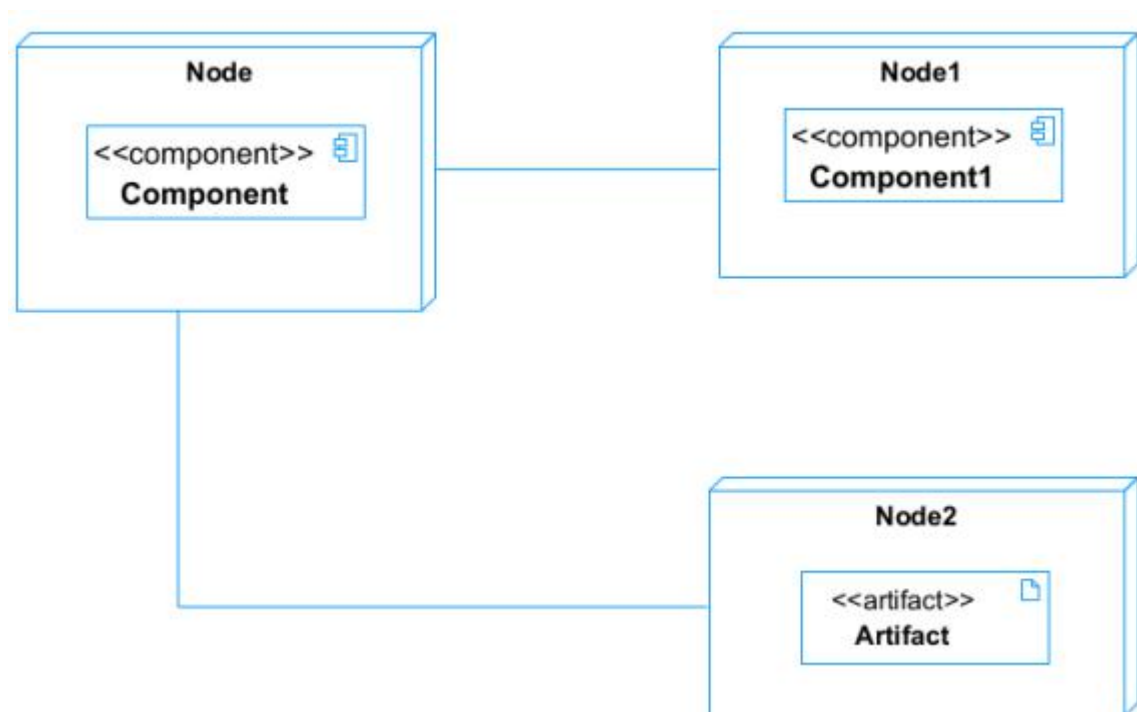 Node
<<component>>
Component
Node1
<<component>>
Component1
Node2
<<artifact>>
Artifact